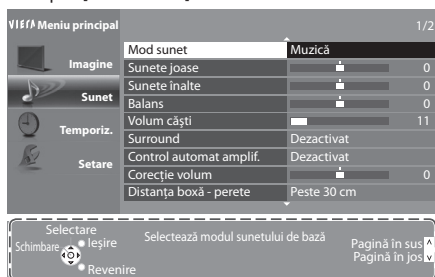 VIErA Meniu principal 1/2
Imagine
Sunet
Temporiz.
Setare
Mod sunet Muzică
Sunete joase 0
Sunete înalte 0
Balans 0
Volum căști 11
Surround Dezactivat
Control automat amplif. Dezactivat
Corecție volum 0
Distanța boxă - perete Peste 30 cm
Selectare
Schimbare Ieșire
Revenire
Selectează modul sunetului de bază
Pagină în sus
Pagină în jos